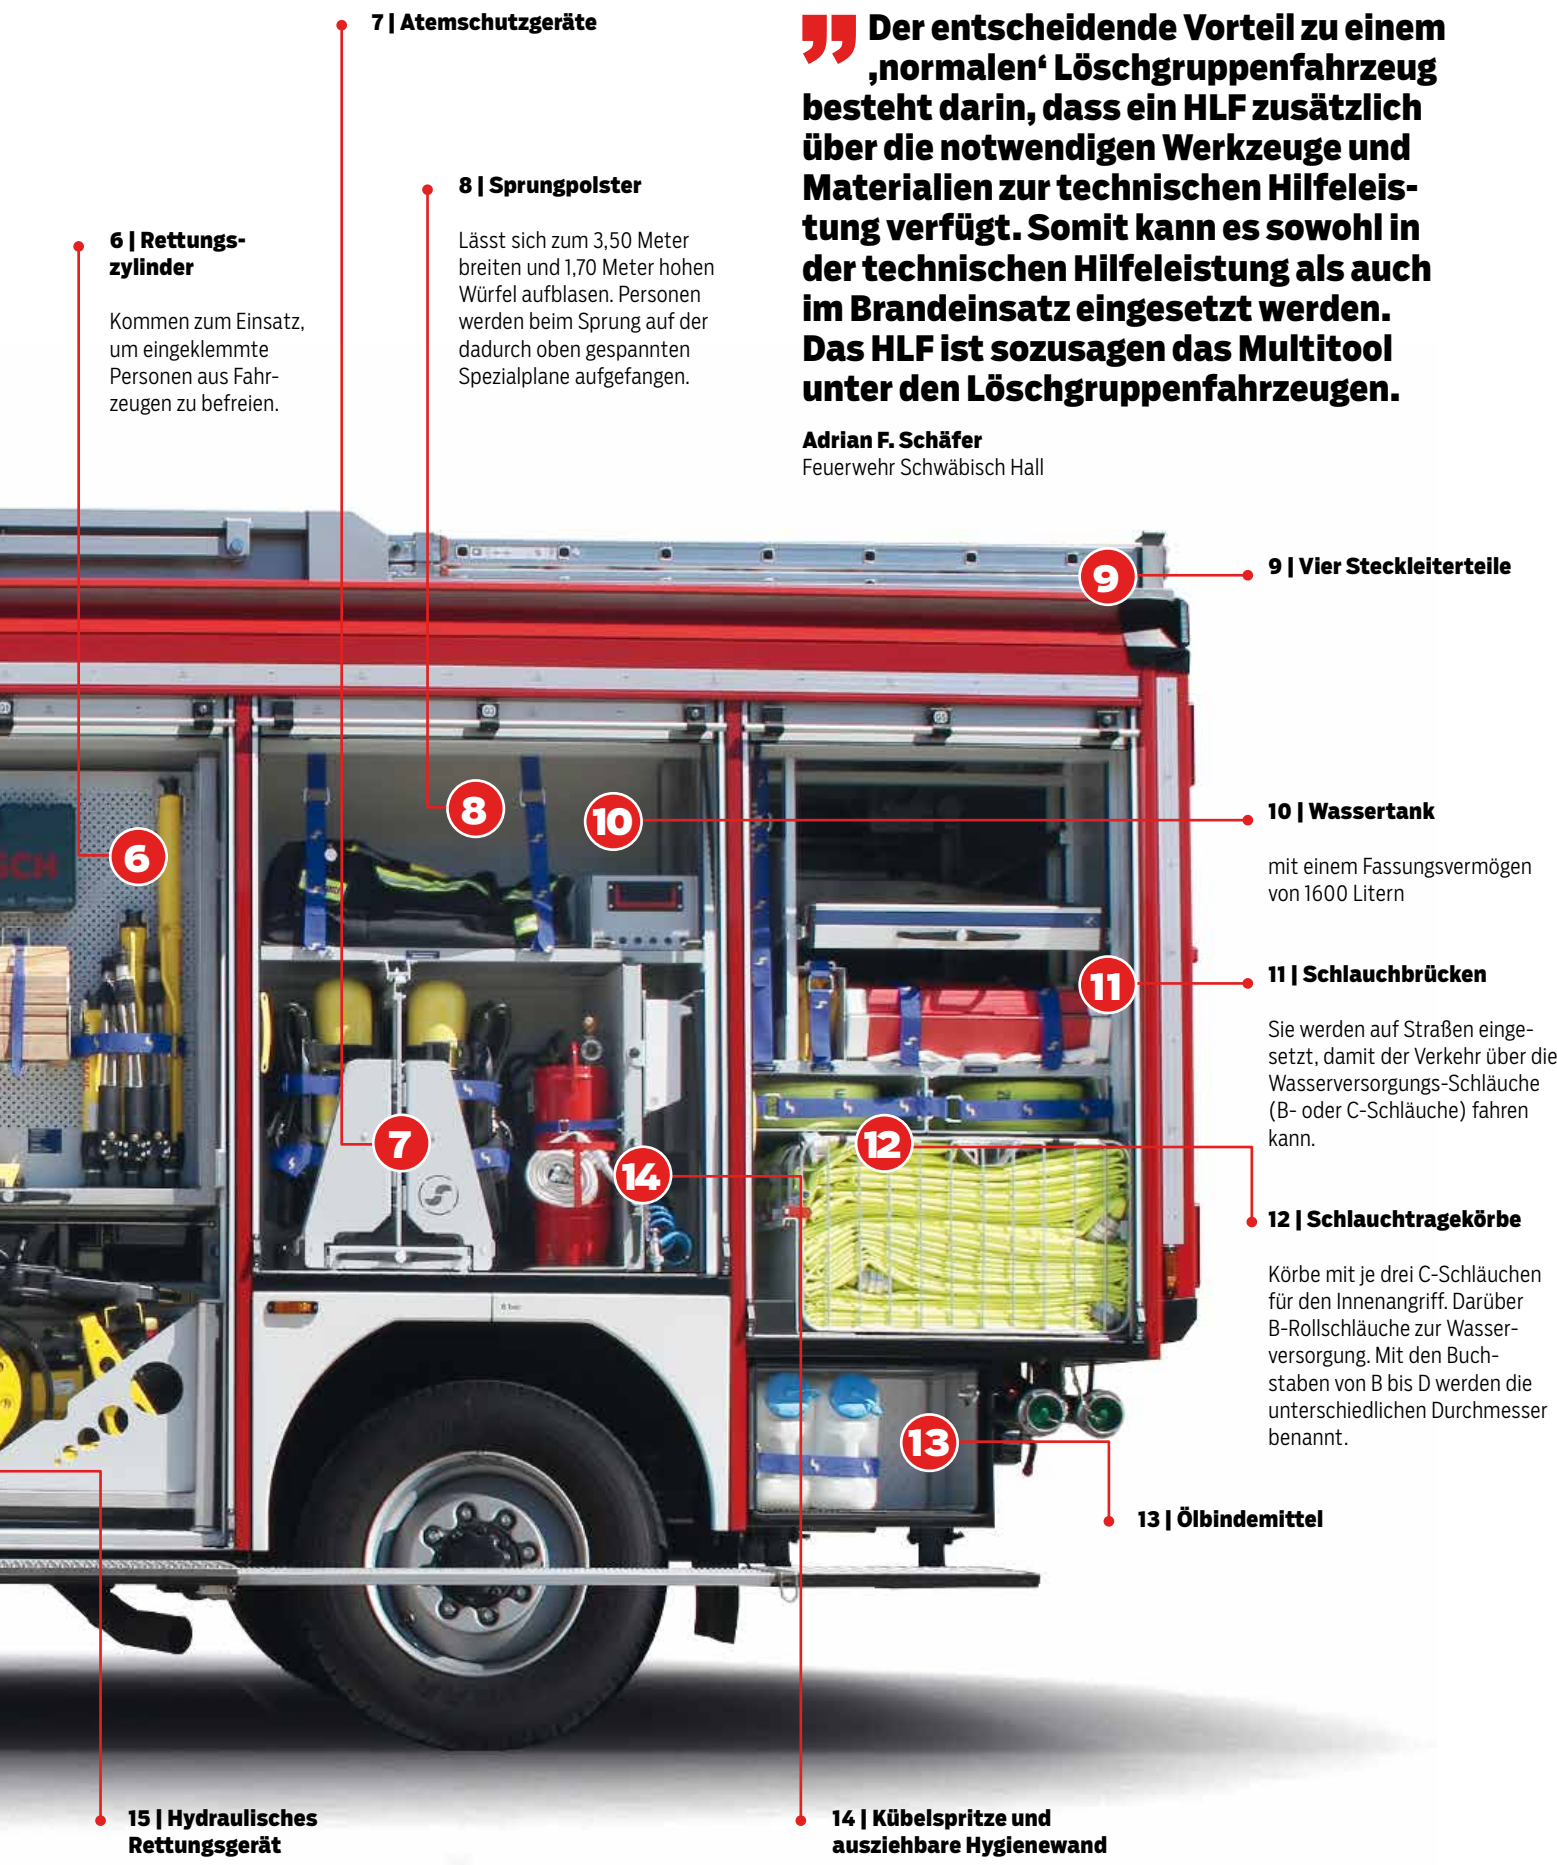 7 | Atemschutzgeräte
Der entscheidende Vorteil zu einem
‚normalen‘ Löschgruppenfahrzeug
besteht darin, dass ein HLF zusätzlich
über die notwendigen Werkzeuge und
Materialien zur technischen Hilfeleis-
tung verfügt. Somit kann es sowohl in
der technischen Hilfeleistung als auch
im Brandeinsatz eingesetzt werden.
Das HLF ist sozusagen das Multitool
unter den Löschgruppenfahrzeugen.
Adrian F. Schäfer
Feuerwehr Schwäbisch Hall
8 | Sprungpolster
Lässt sich zum 3,50 Meter
breiten und 1,70 Meter hohen
Würfel aufblasen. Personen
werden beim Sprung auf der
dadurch oben gespannten
Spezialplane aufgefangen.
6 | Rettungs-
zylinder
Kommen zum Einsatz,
um eingeklemmte
Personen aus Fahr-
zeugen zu befreien.
9
9 | Vier Steckleiterteile
8
10
6
10 | Wassertank
mit einem Fassungsvermögen
von 1600 Litern
11
11 | Schlauchbrücken
Sie werden auf Straßen einge-
setzt, damit der Verkehr über die
Wasserversorgungs-Schläuche
(B- oder C-Schläuche) fahren
kann.
7
12
14
12 | Schlauchtragekörbe
Körbe mit je drei C-Schläuchen
für den Innenangriff. Darüber
B-Rollschläuche zur Wasser-
versorgung. Mit den Buch-
staben von B bis D werden die
unterschiedlichen Durchmesser
benannt.
13
13 | Ölbindemittel
15 | Hydraulisches
Rettungsgerät
14 | Kübelspritze und
ausziehbare Hygienewand